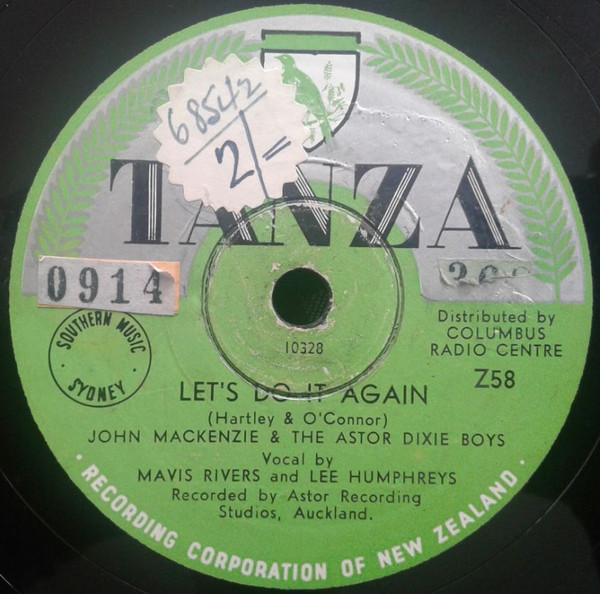 68542
2/=
TANZA
0914
SOUTHERN MUSIC
SYDNEY
Distributed by
COLUMBUS
RADIO CENTRE
Z58
10328
LET'S DO IT AGAIN
(Hartley & O'Connor)
JOHN MACKENZIE & THE ASTOR DIXIE BOYS
Vocal by
MAVIS RIVERS and LEE HUMPHREYS
Recorded by Astor Recording
Studios, Auckland.
· RECORDING CORPORATION OF NEW ZEALAND ·